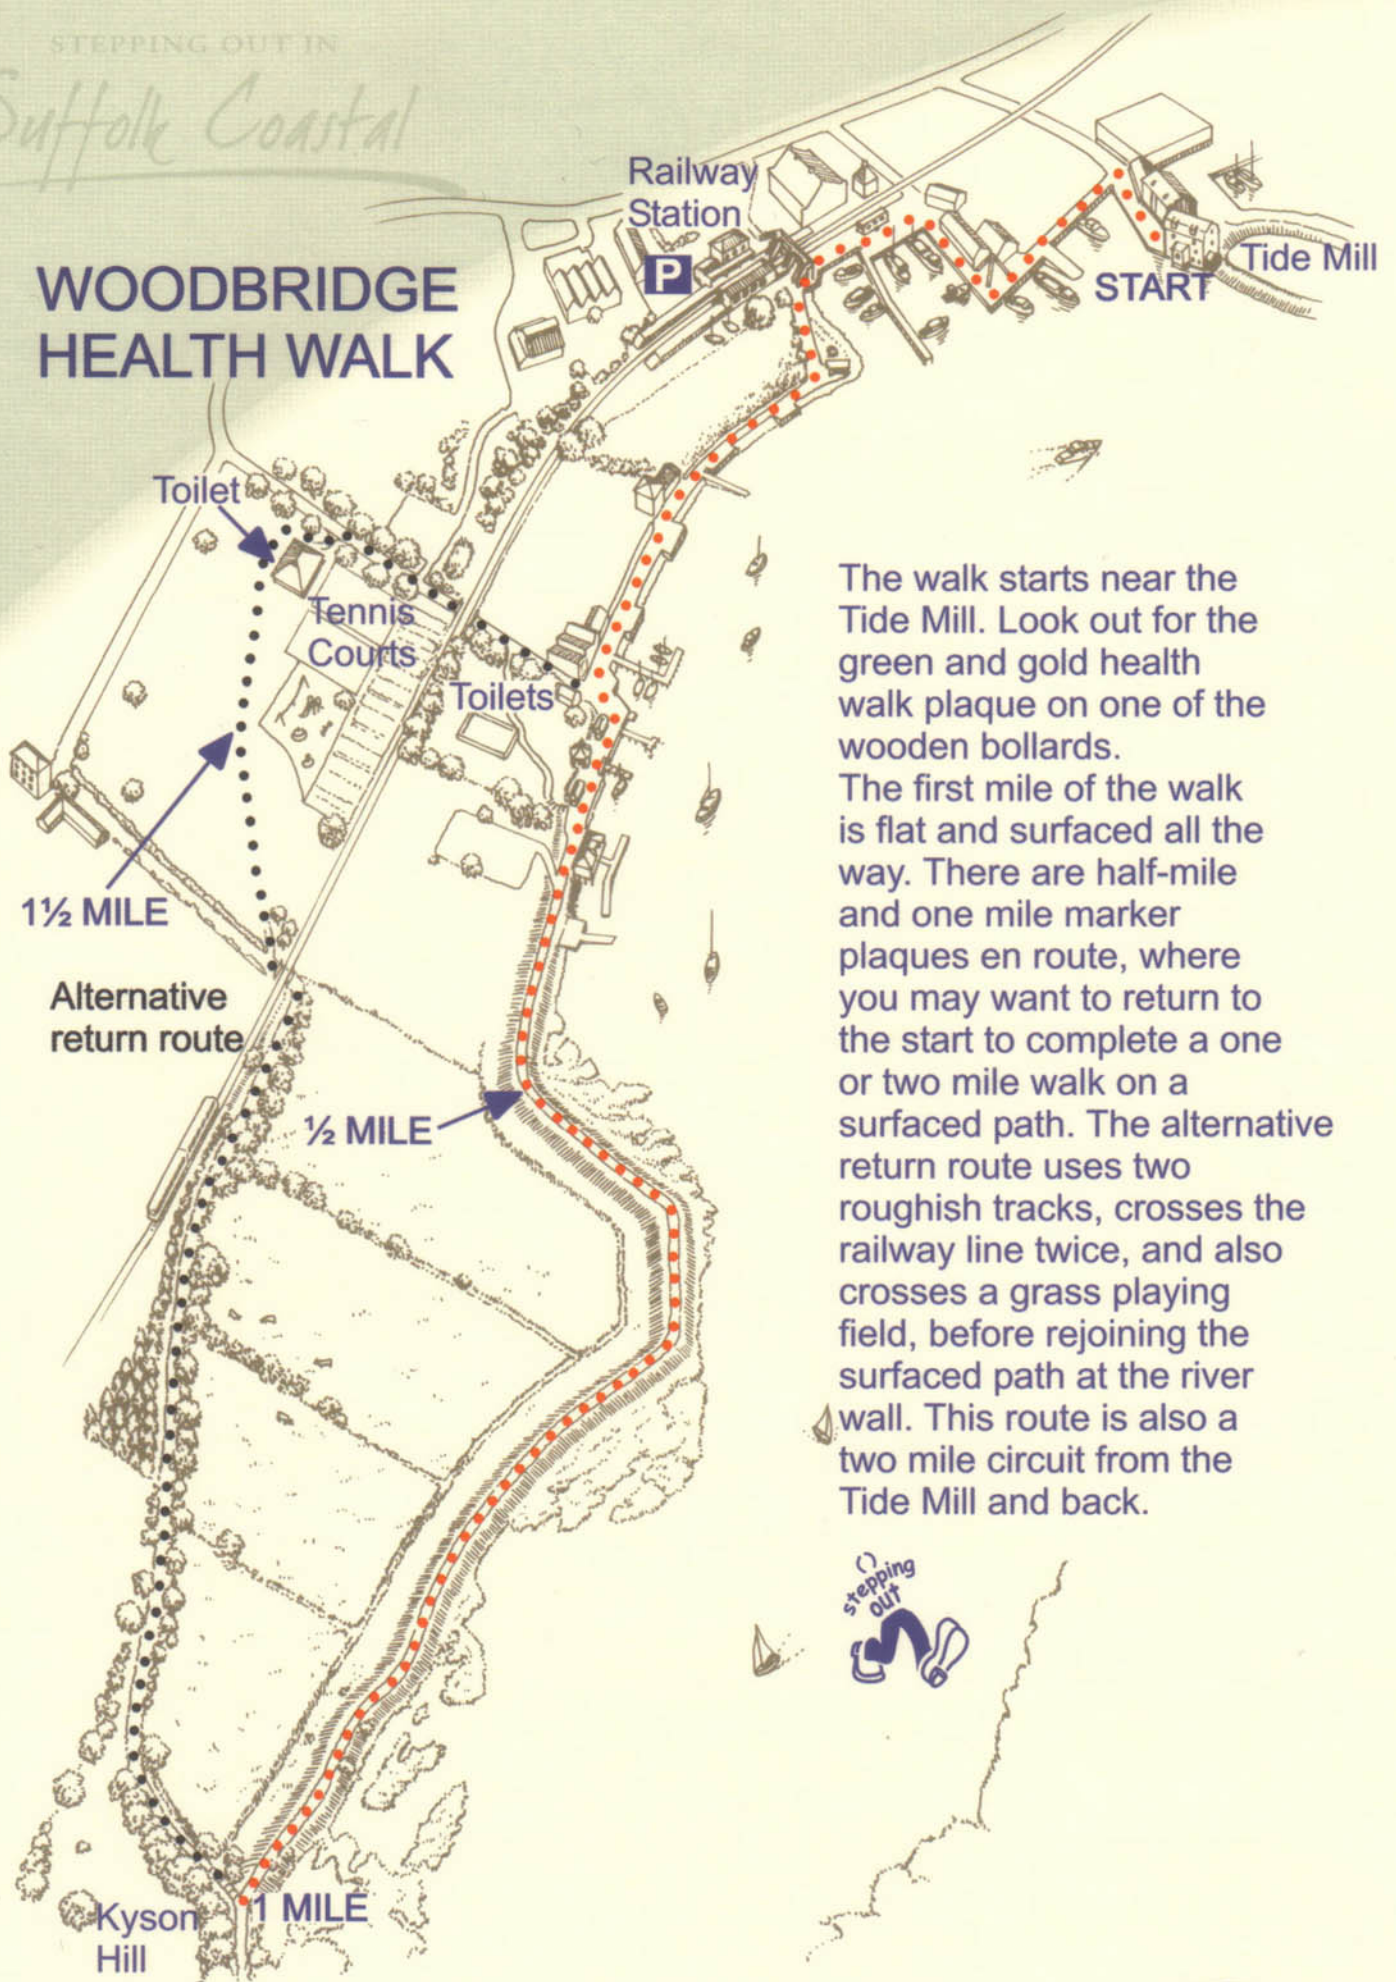 STEPPING OUT IN
Suffolk Coastal
WOODBRIDGE
HEALTH WALK
Railway
Station
P
START
Tide Mill
Toilet
Tennis
Courts
Toilets
1½ MILE
Alternative
return route
½ MILE
The walk starts near the
Tide Mill. Look out for the
green and gold health
walk plaque on one of the
wooden bollards.
The first mile of the walk
is flat and surfaced all the
way. There are half-mile
and one mile marker
plaques en route, where
you may want to return to
the start to complete a one
or two mile walk on a
surfaced path. The alternative
return route uses two
roughish tracks, crosses the
railway line twice, and also
crosses a grass playing
field, before rejoining the
surfaced path at the river
wall. This route is also a
two mile circuit from the
Tide Mill and back.
stepping
out
Kyson
Hill
1 MILE